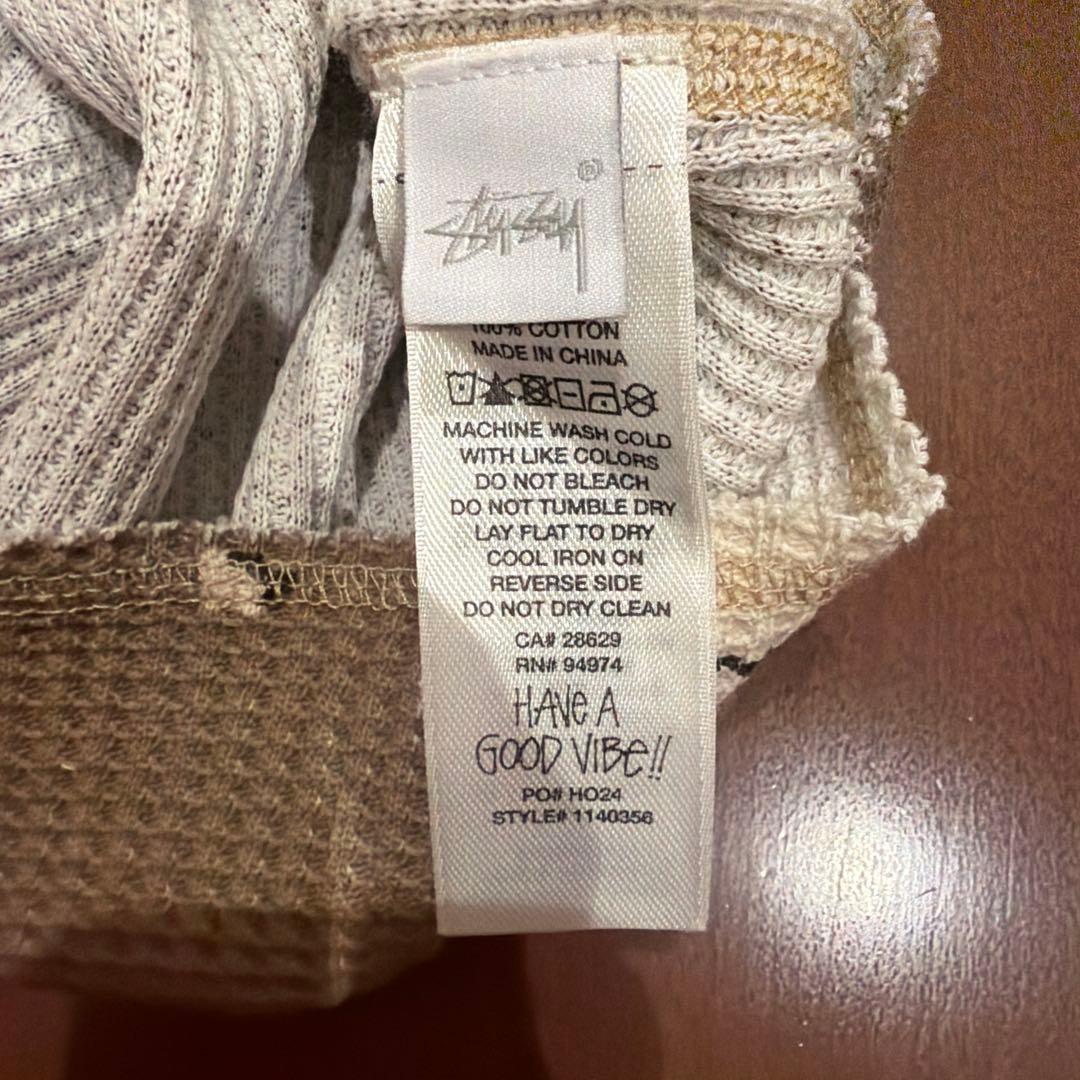 STUSSY ®
100% COTTON
MADE IN CHINA
MACHINE WASH COLD
WITH LIKE COLORS
DO NOT BLEACH
DO NOT TUMBLE DRY
LAY FLAT TO DRY
COOL IRON ON
REVERSE SIDE
DO NOT DRY CLEAN
CA# 28629
RN# 94974
HAVE A
GOOD VIBE!!
PO# HO24
STYLE# 1140356